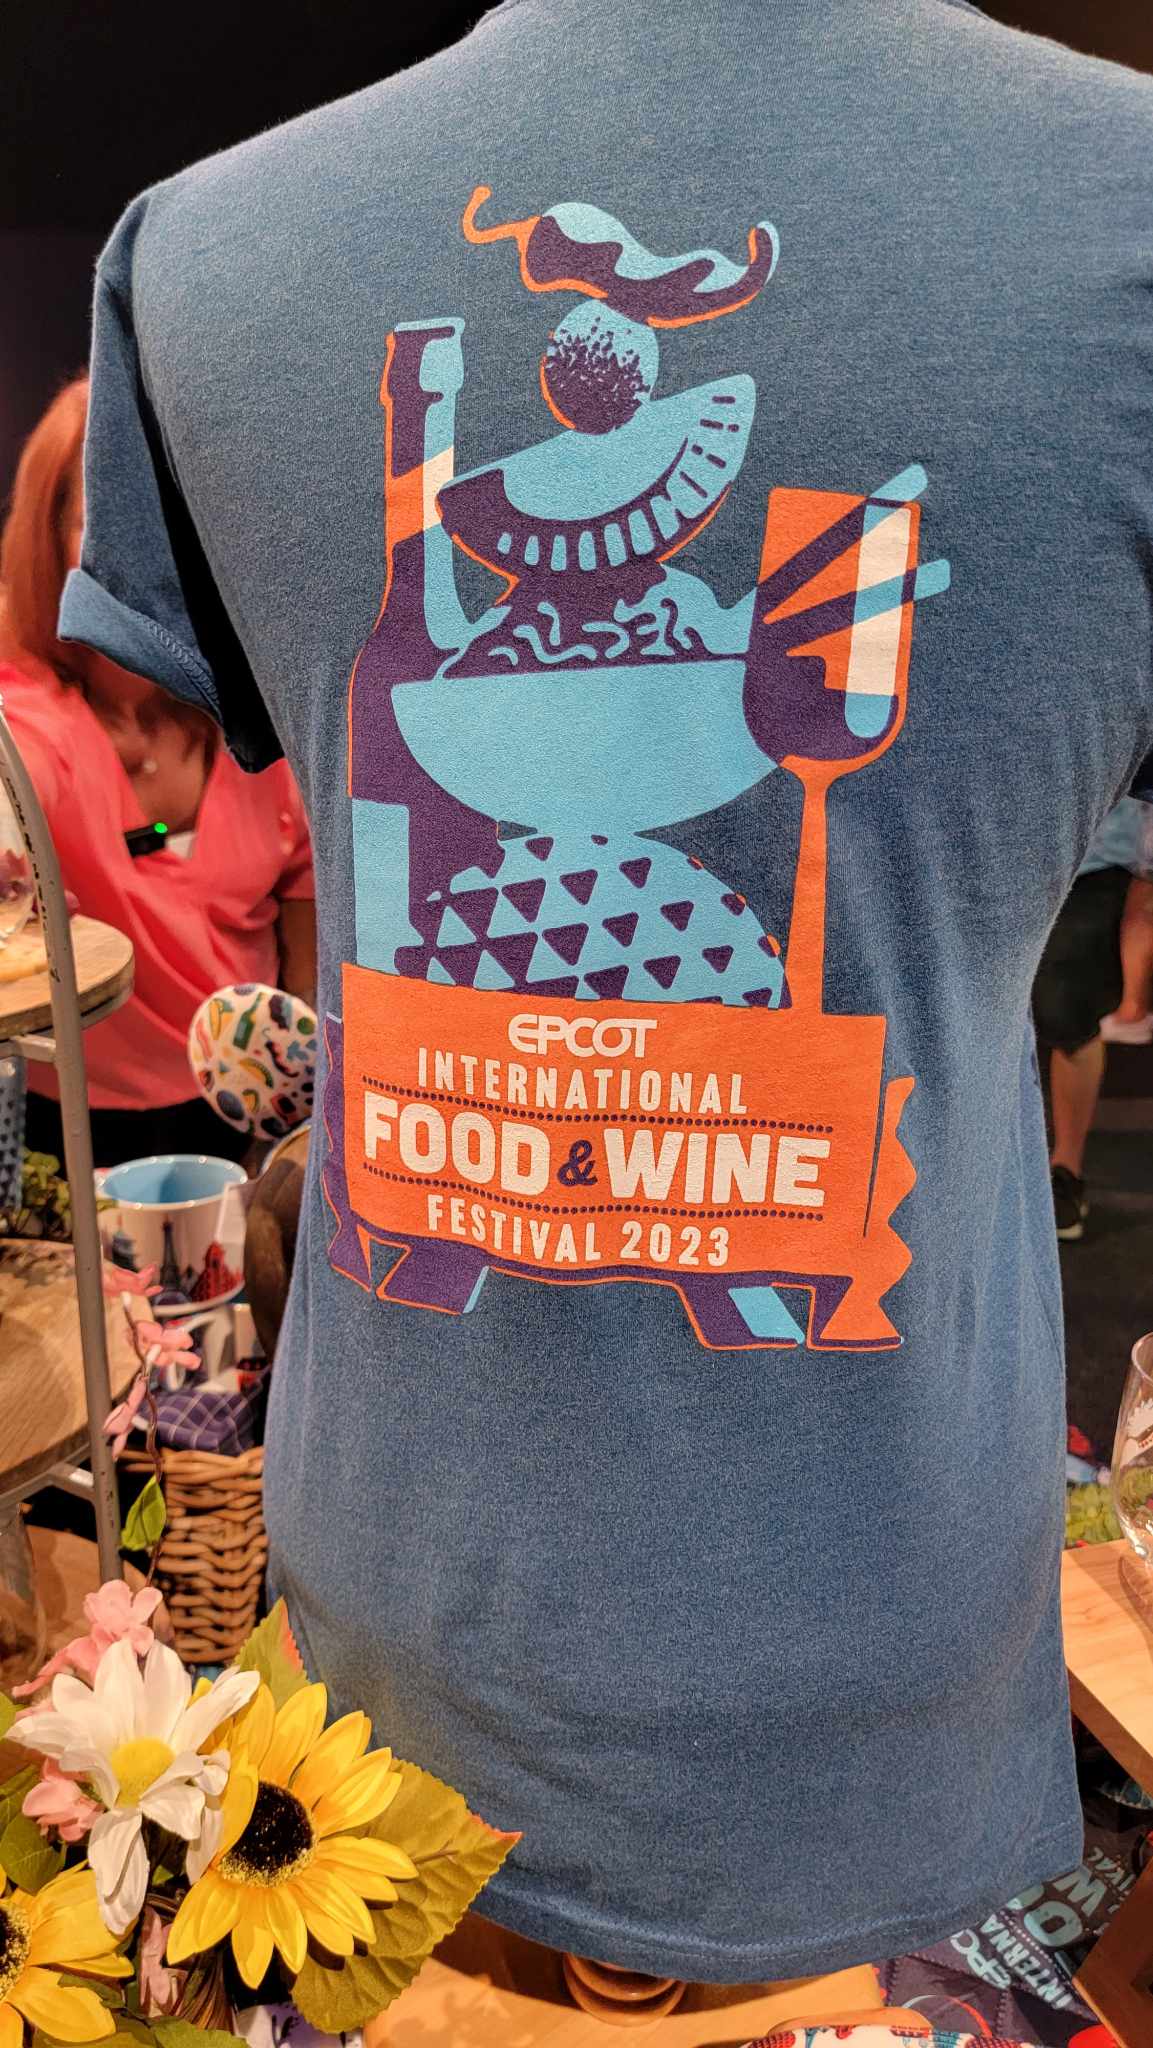 EPCOT
INTERNATIONAL
FOOD & WINE
FESTIVAL 2023